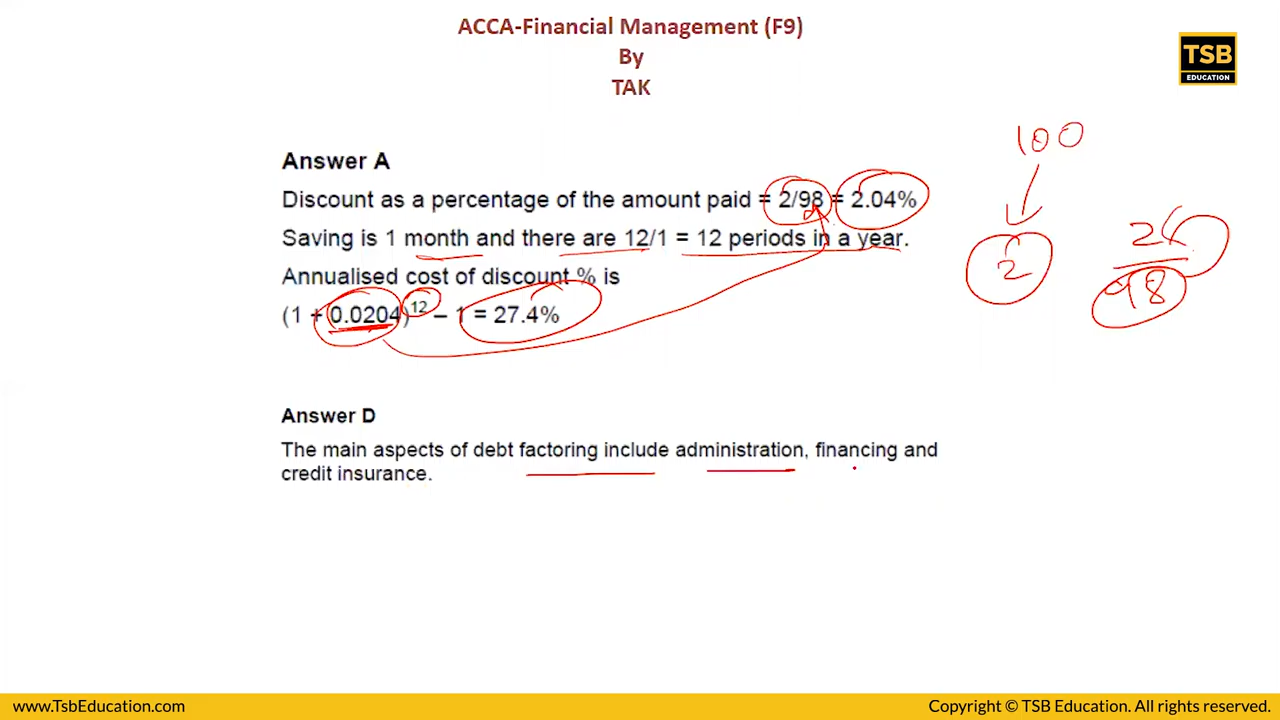 ACCA-Financial Management (F9)
By
TAK
TSB
EDUCATION
100
Answer A
Discount as a percentage of the amount paid = 2/98 = 2.04%
Saving is 1 month and there are 12/1 = 12 periods in a year.
2
2
98
Annualised cost of discount % is
(1 + 0.0204)¹² – 1 = 27.4%
Answer D
The main aspects of debt factoring include administration, financing and
credit insurance.
www.TsbEducation.com
Copyright © TSB Education. All rights reserved.